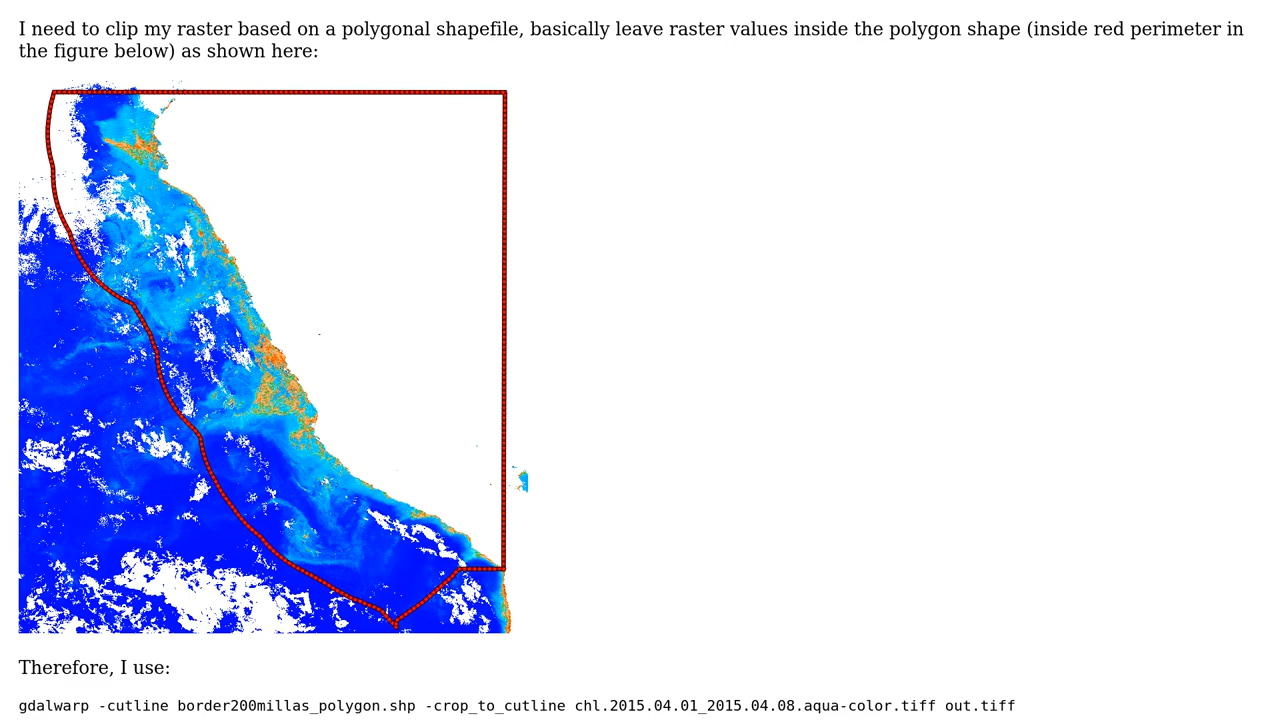 I need to clip my raster based on a polygonal shapefile, basically leave raster values inside the polygon shape (inside red perimeter in
the figure below) as shown here:
Therefore, I use:
gdalwarp -cutline border200millas_polygon.shp -crop_to_cutline chl.2015.04.01_2015.04.08.aqua-color.tiff out.tiff